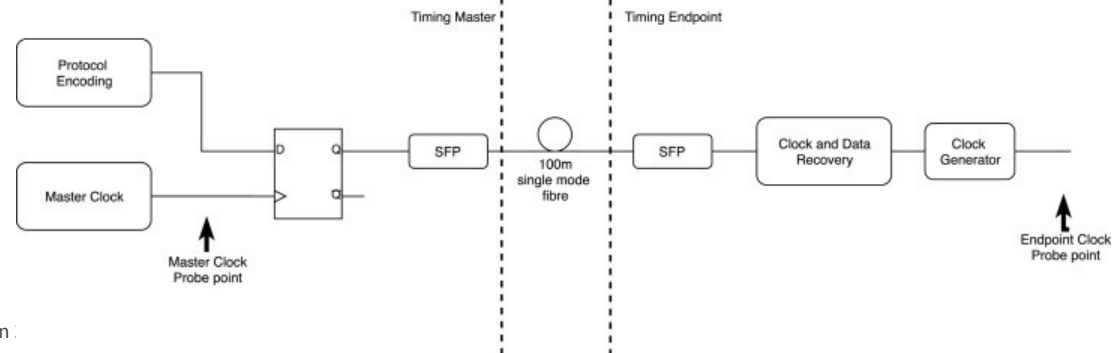 Timing Master
Timing Endpoint
Protocol
Encoding
Master Clock
D
Q
Q
SFP
100m
single mode
fibre
SFP
Clock and Data
Recovery
Clock
Generator
Master Clock
Probe point
Endpoint Clock
Probe point
n :